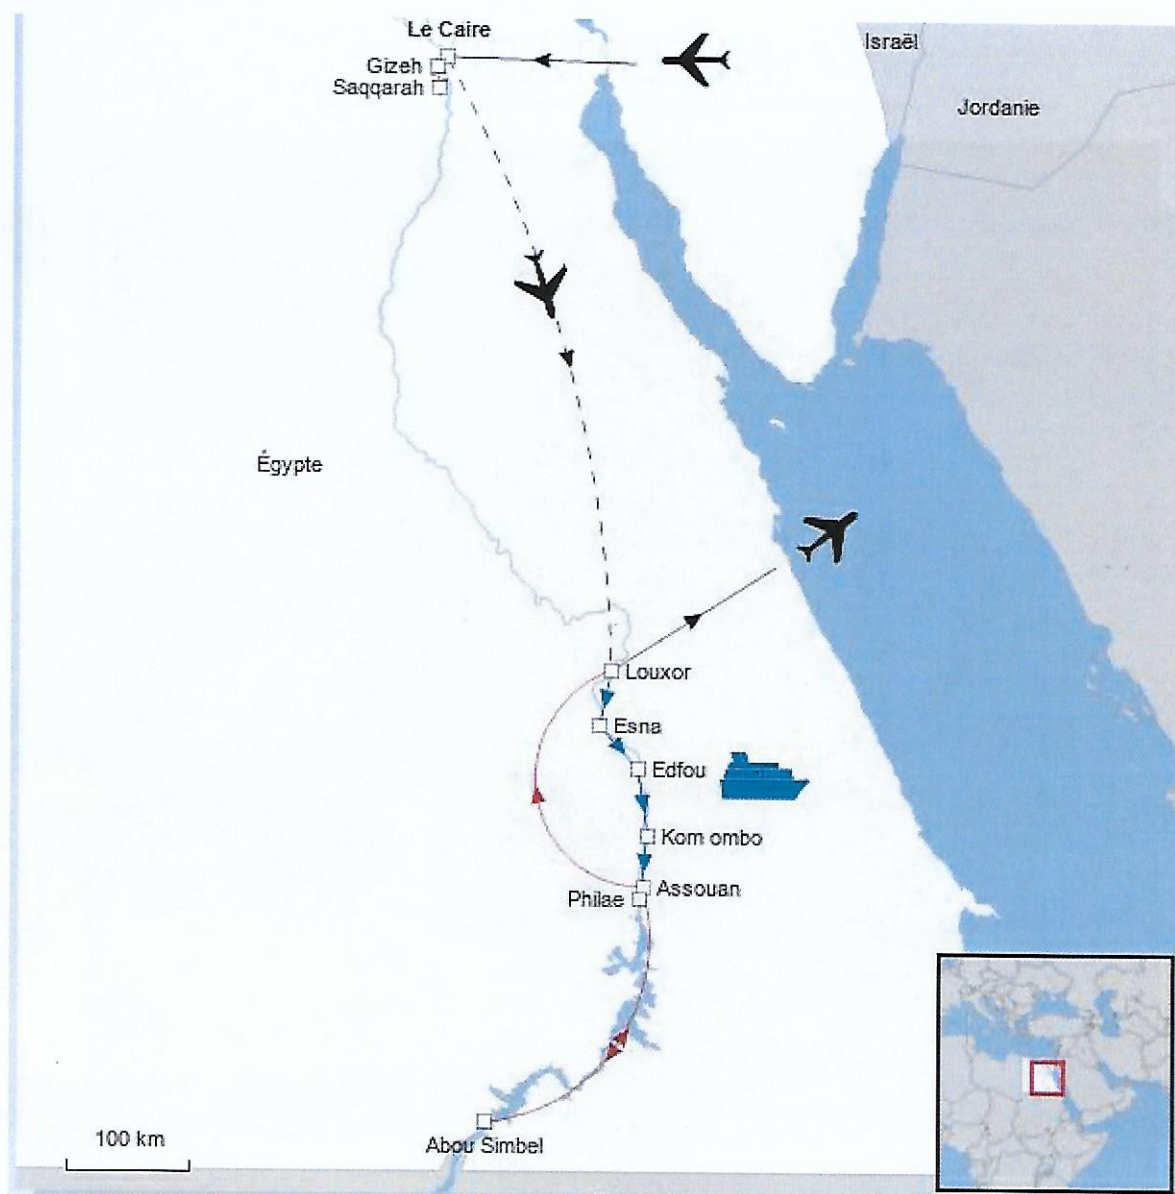 Le Caire
Israël
Gizeh
Saqqarah
Jordanie
Égypte
Louxor
Esna
Edfou
Kom ombo
Assouan
Philae
Abou Simbel
100 km